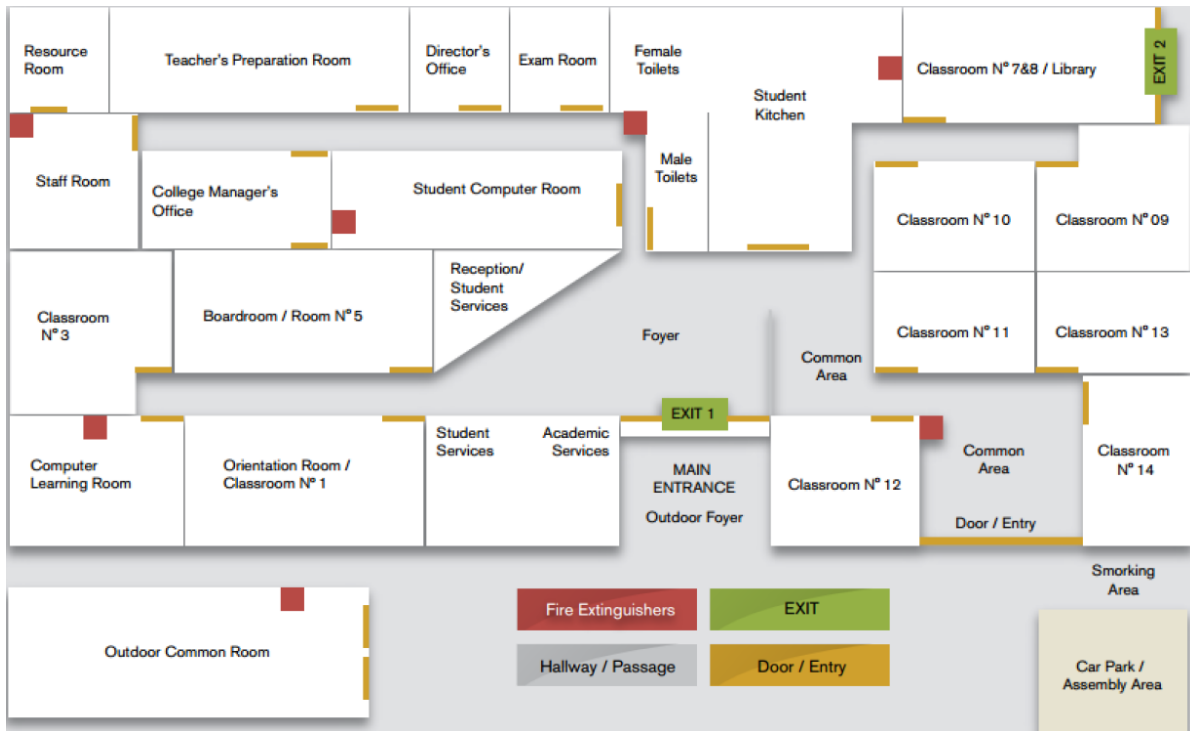 Resource
Room
Teacher's Preparation Room
Director's
Office
Exam Room
Female
Toilets
Student
Kitchen
Classroom N° 7&8 / Library
EXIT 2
Staff Room
College Manager's
Office
Student Computer Room
Male
Toilets
Classroom N° 10
Classroom N° 09
Classroom
N° 3
Boardroom / Room N° 5
Reception/
Student
Services
Foyer
Common
Area
Classroom N° 11
Classroom N° 13
Computer
Learning Room
Orientation Room /
Classroom N° 1
Student
Services
Academic
Services
EXIT 1
MAIN
ENTRANCE
Outdoor Foyer
Classroom N° 12
Common
Area
Door / Entry
Classroom
N° 14
Smorking
Area
Outdoor Common Room
Fire Extinguishers
EXIT
Hallway / Passage
Door / Entry
Car Park /
Assembly Area